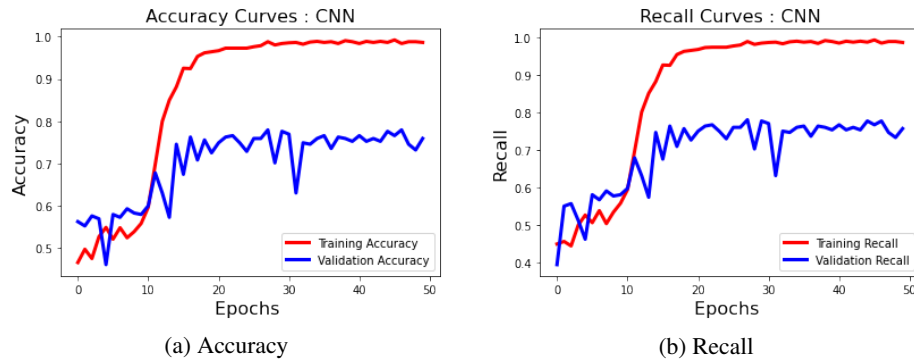 Accuracy Curves : CNN
1.0
0.9
0.8
0.7
0.6
0.5
Accuracy
0
10
20
30
40
50
Epochs
Training Accuracy
Validation Accuracy
(a) Accuracy
Recall Curves : CNN
1.0
0.9
0.8
0.7
0.6
0.5
0.4
Recall
0
10
20
30
40
50
Epochs
Training Recall
Validation Recall
(b) Recall